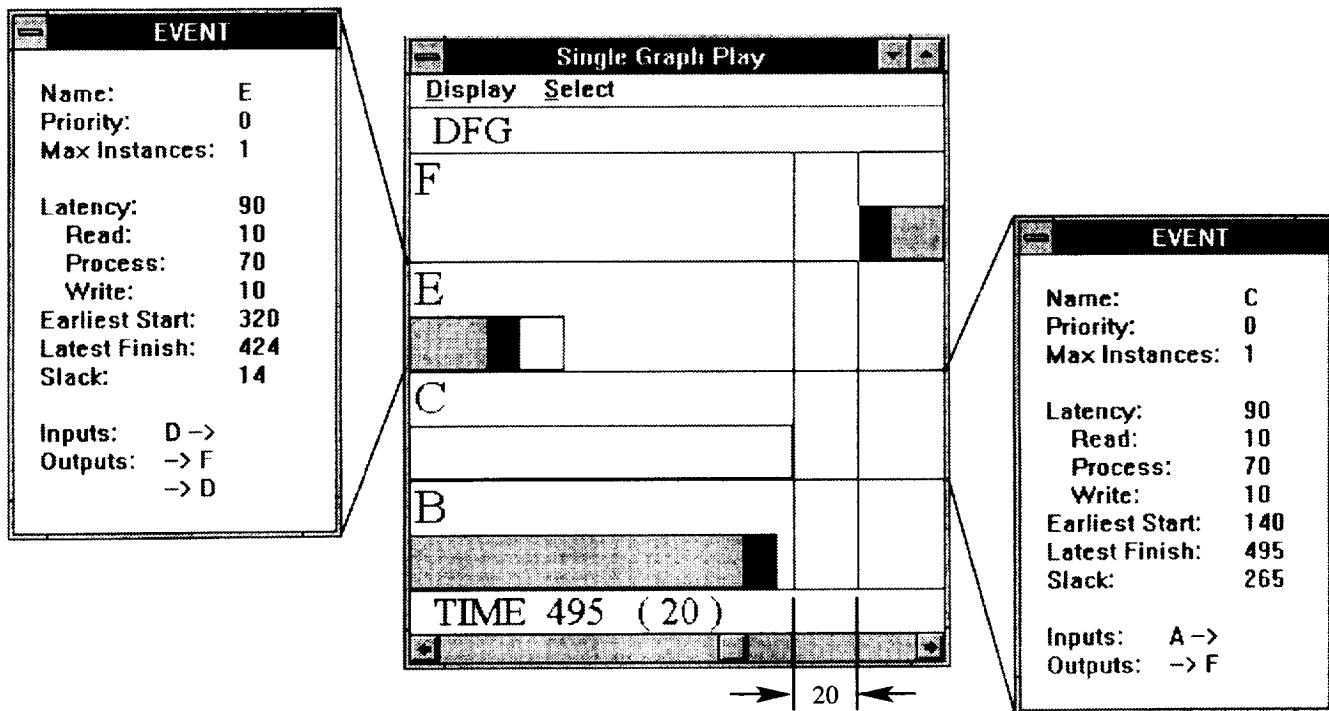 EVENT
Name: E
Priority: 0
Max Instances: 1
Latency: 90
Read: 10
Process: 70
Write: 10
Earliest Start: 320
Latest Finish: 424
Slack: 14
Inputs: D –>
Outputs: –> F
–> D
Single Graph Play
Display Select
DFG
F
E
C
B
TIME 495 ( 20 )
20
EVENT
Name: C
Priority: 0
Max Instances: 1
Latency: 90
Read: 10
Process: 70
Write: 10
Earliest Start: 140
Latest Finish: 495
Slack: 265
Inputs: A –>
Outputs: –> F